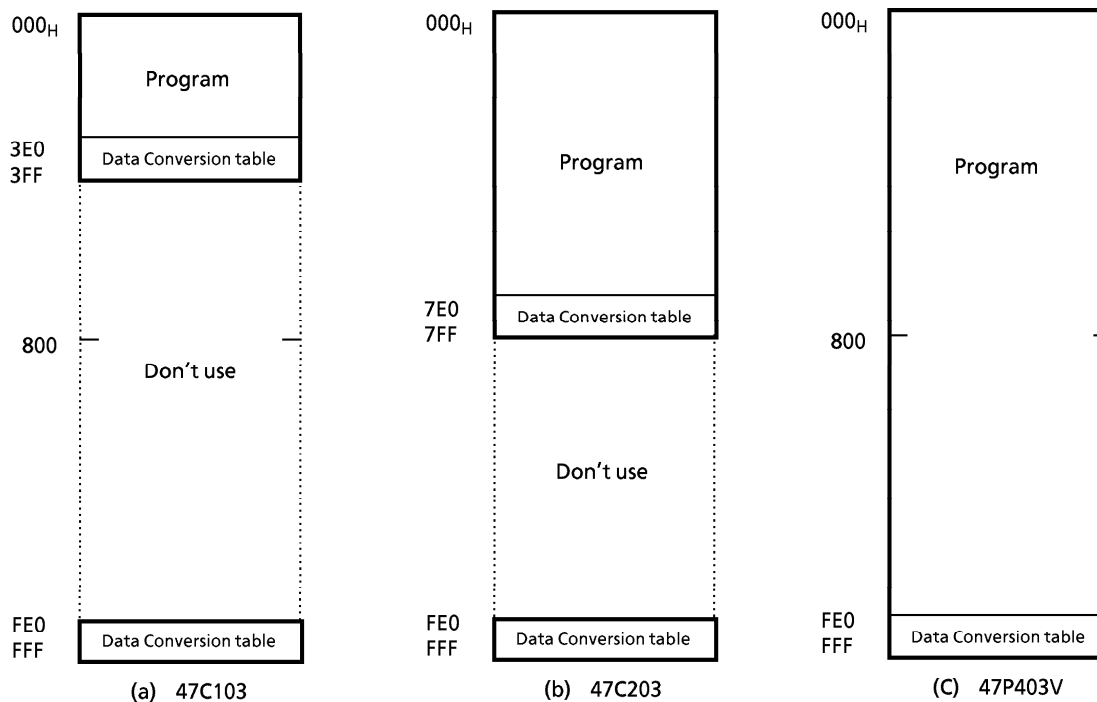 000H
Program
3E0
Data Conversion table
3FF
800
Don't use
FE0
Data Conversion table
FFF
(a) 47C103
000H
Program
7E0
Data Conversion table
7FF
Don't use
FE0
Data Conversion table
FFF
(b) 47C203
000H
Program
800
FE0
Data Conversion table
FFF
(C) 47P403V